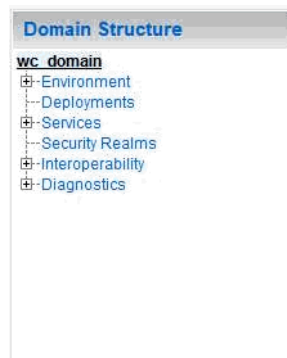 Domain Structure
wc_domain
Environment
Deployments
Services
Security Realms
Interoperability
Diagnostics